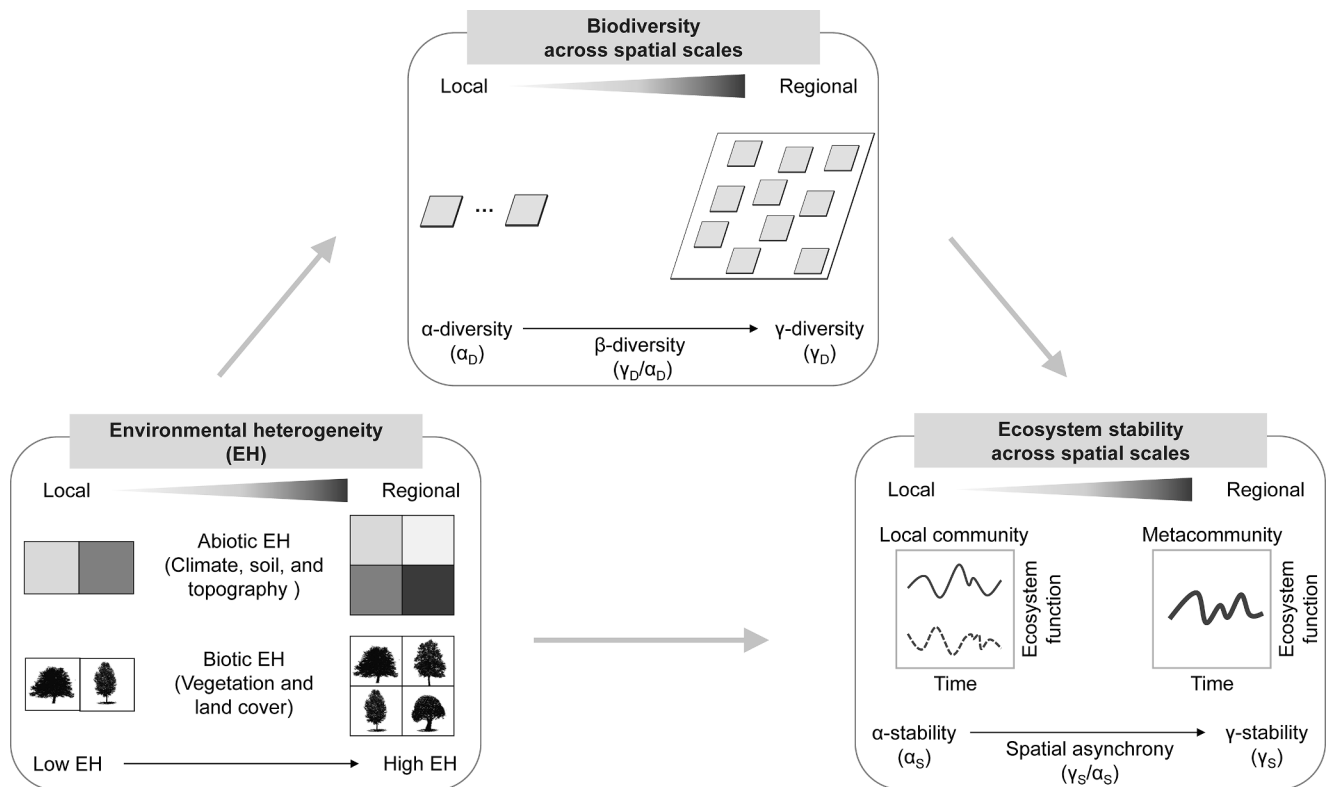 Biodiversity
across spatial scales
Local
Regional
...
α-diversity
(αD)
β-diversity
(γD/αD)
γ-diversity
(γD)
Environmental heterogeneity
(EH)
Local
Regional
Abiotic EH
(Climate, soil, and
topography )
Biotic EH
(Vegetation and
land cover)
Low EH
High EH
Ecosystem stability
across spatial scales
Local
Regional
Local community
Ecosystem
function
Time
Metacommunity
Ecosystem
function
Time
α-stability
(αS)
Spatial asynchrony
(γS/αS)
γ-stability
(γS)